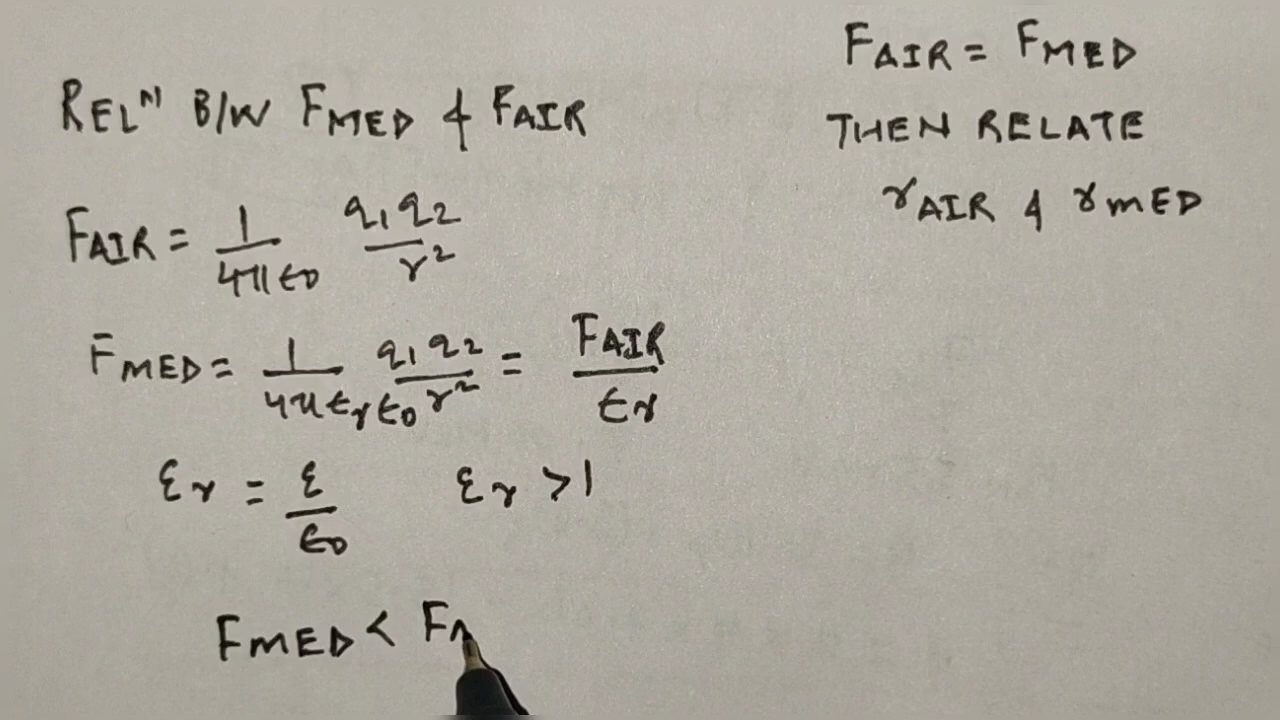 RELⁿ B/W FMED & FAIR
FAIR = 1/4πε0 q1q2/r²
FMED = 1/4πεrε0 q1q2/r² = FAIR/εr
εr = ε/ε0 εr > 1
FMED < F
FAIR = FMED
THEN RELATE
rAIR & rMED